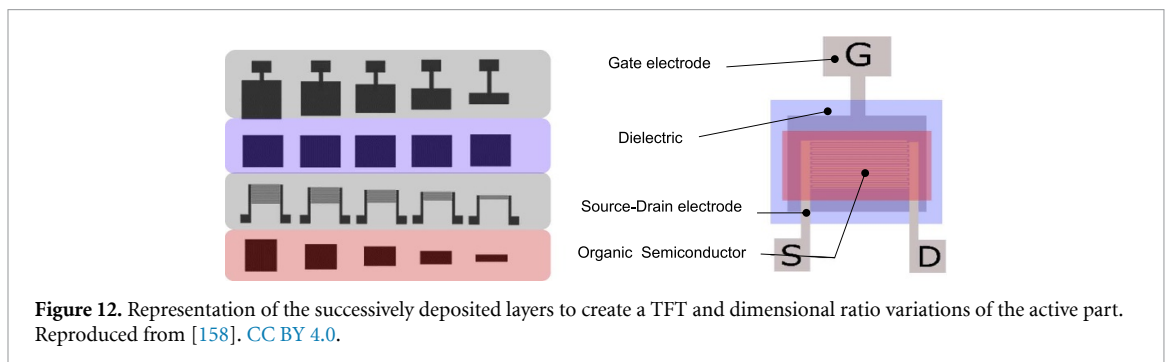 Gate electrode
G
Dielectric
Source-Drain electrode
Organic Semiconductor
S
D
Figure 12. Representation of the successively deposited layers to create a TFT and dimensional ratio variations of the active part.
Reproduced from [158]. CC BY 4.0.